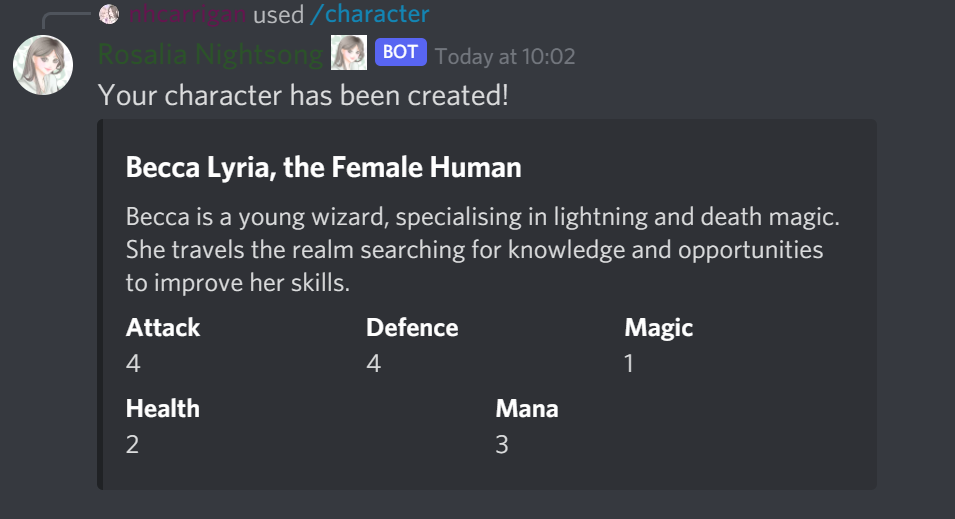 nhcarrigan used /character
Rosalia Nightsong BOT Today at 10:02
Your character has been created!
Becca Lyria, the Female Human
Becca is a young wizard, specialising in lightning and death magic.
She travels the realm searching for knowledge and opportunities
to improve her skills.
Attack Defence Magic
4 4 1
Health Mana
2 3